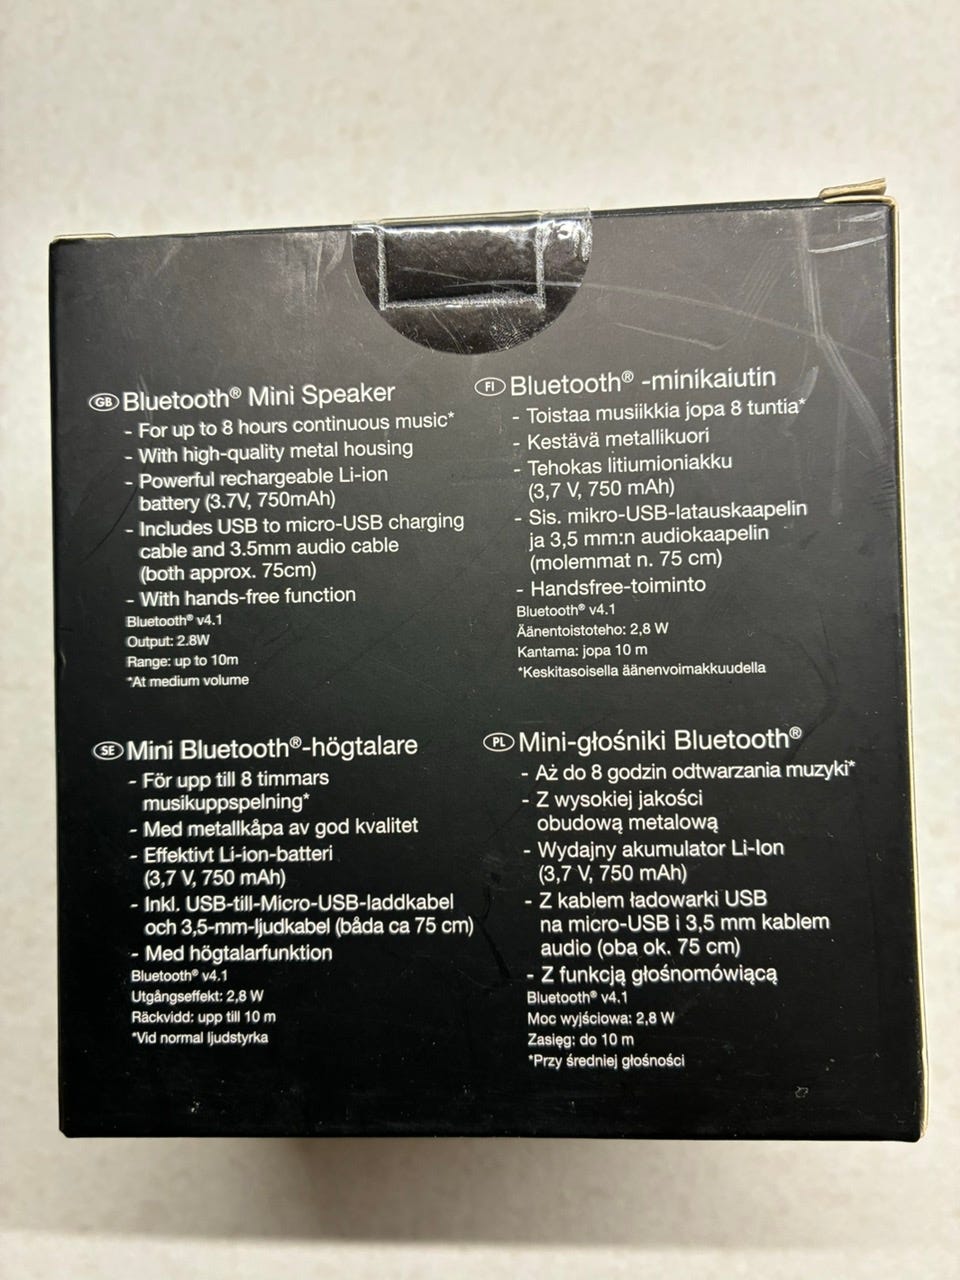 GB Bluetooth® Mini Speaker
- For up to 8 hours continuous music*
- With high-quality metal housing
- Powerful rechargeable Li-ion
battery (3.7V, 750mAh)
- Includes USB to micro-USB charging
cable and 3.5mm audio cable
(both approx. 75cm)
- With hands-free function
Bluetooth® v4.1
Output: 2.8W
Range: up to 10m
*At medium volume
FI Bluetooth® -minikaiutin
- Toistaa musiikkia jopa 8 tuntia*
- Kestävä metallikuori
- Tehokas litiumioniakku
(3,7 V, 750 mAh)
- Sis. mikro-USB-latauskaapelin
ja 3,5 mm:n audiokaapelin
(molemmat n. 75 cm)
- Handsfree-toiminto
Bluetooth® v4.1
Äänentoistoteho: 2,8 W
Kantama: jopa 10 m
*Keskitasoisella äänenvoimakkuudella
SE Mini Bluetooth®-högtalare
- För upp till 8 timmars
musikuppspelning*
- Med metallkåpa av god kvalitet
- Effektivt Li-ion-batteri
(3,7 V, 750 mAh)
- Inkl. USB-till-Micro-USB-laddkabel
och 3,5-mm-ljudkabel (båda ca 75 cm)
- Med högtalarfunktion
Bluetooth® v4.1
Utgångseffekt: 2,8 W
Räckvidd: upp till 10 m
*Vid normal ljudstyrka
PL Mini-głośniki Bluetooth®
- Aż do 8 godzin odtwarzania muzyki*
- Z wysokiej jakości
obudową metalową
- Wydajny akumulator Li-Ion
(3,7 V, 750 mAh)
- Z kablem ładowarki USB
na micro-USB i 3,5 mm kablem
audio (oba ok. 75 cm)
- Z funkcją głośnomówiącą
Bluetooth® v4.1
Moc wyjściowa: 2,8 W
Zasięg: do 10 m
*Przy średniej głośności